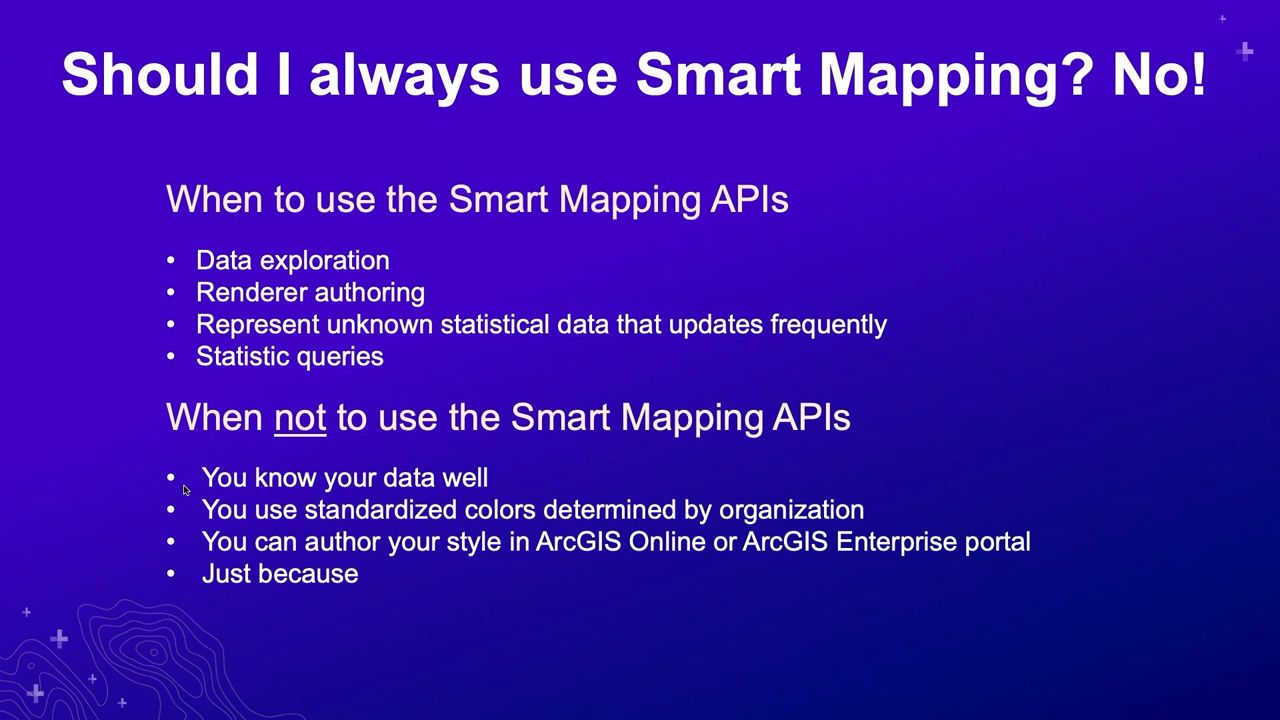 Should I always use Smart Mapping? No!
When to use the Smart Mapping APIs
• Data exploration
• Renderer authoring
• Represent unknown statistical data that updates frequently
• Statistic queries
When not to use the Smart Mapping APIs
• You know your data well
• You use standardized colors determined by organization
• You can author your style in ArcGIS Online or ArcGIS Enterprise portal
• Just because